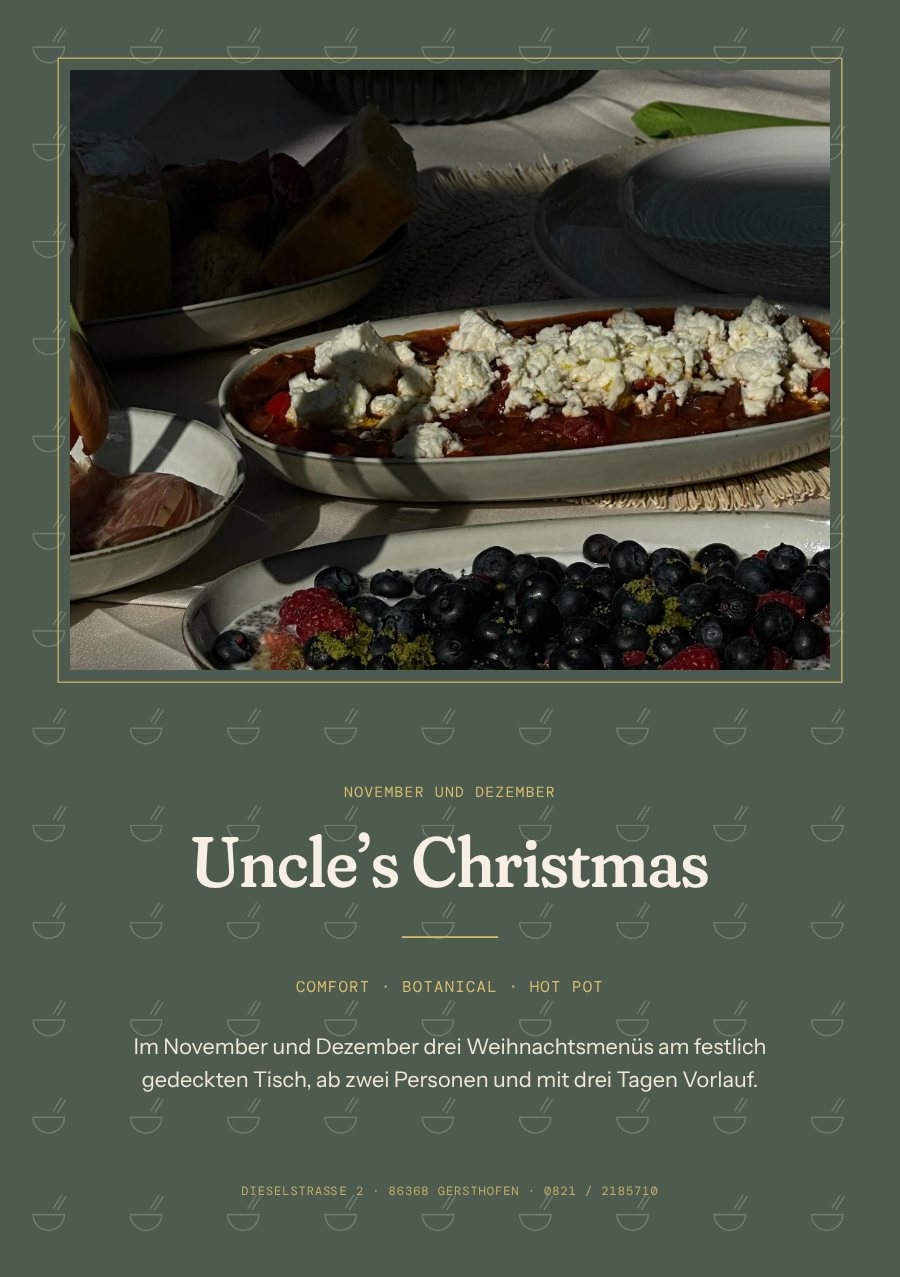 NOVEMBER UND DEZEMBER
Uncle’s Christmas
COMFORT · BOTANICAL · HOT POT
Im November und Dezember drei Weihnachtsmenüs am festlich
gedeckten Tisch, ab zwei Personen und mit drei Tagen Vorlauf.
DIESELSTRASSE 2 · 86368 GERSTHOFEN · 0821 / 2185710